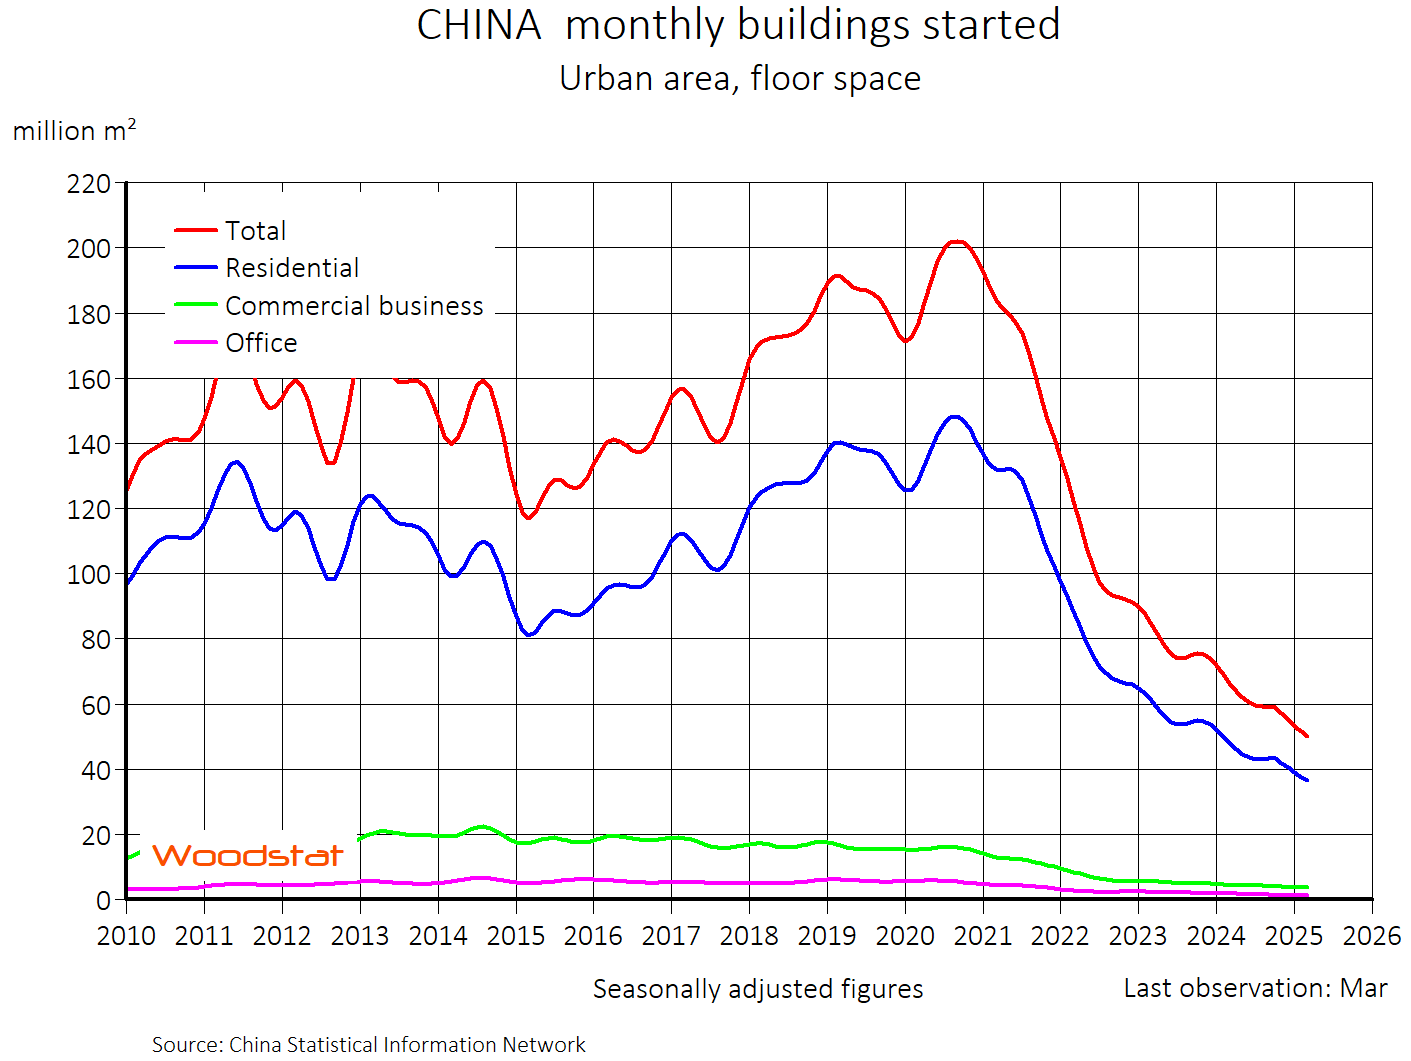 CHINA  monthly buildings started
Urban area, floor space
million m²
220
200
180
160
140
120
100
80
60
40
20
0
Total
Residential
Commercial business
Office
Woodstat
2010 2011 2012 2013 2014 2015 2016 2017 2018 2019 2020 2021 2022 2023 2024 2025 2026
Seasonally adjusted figures
Last observation: Mar
Source: China Statistical Information Network